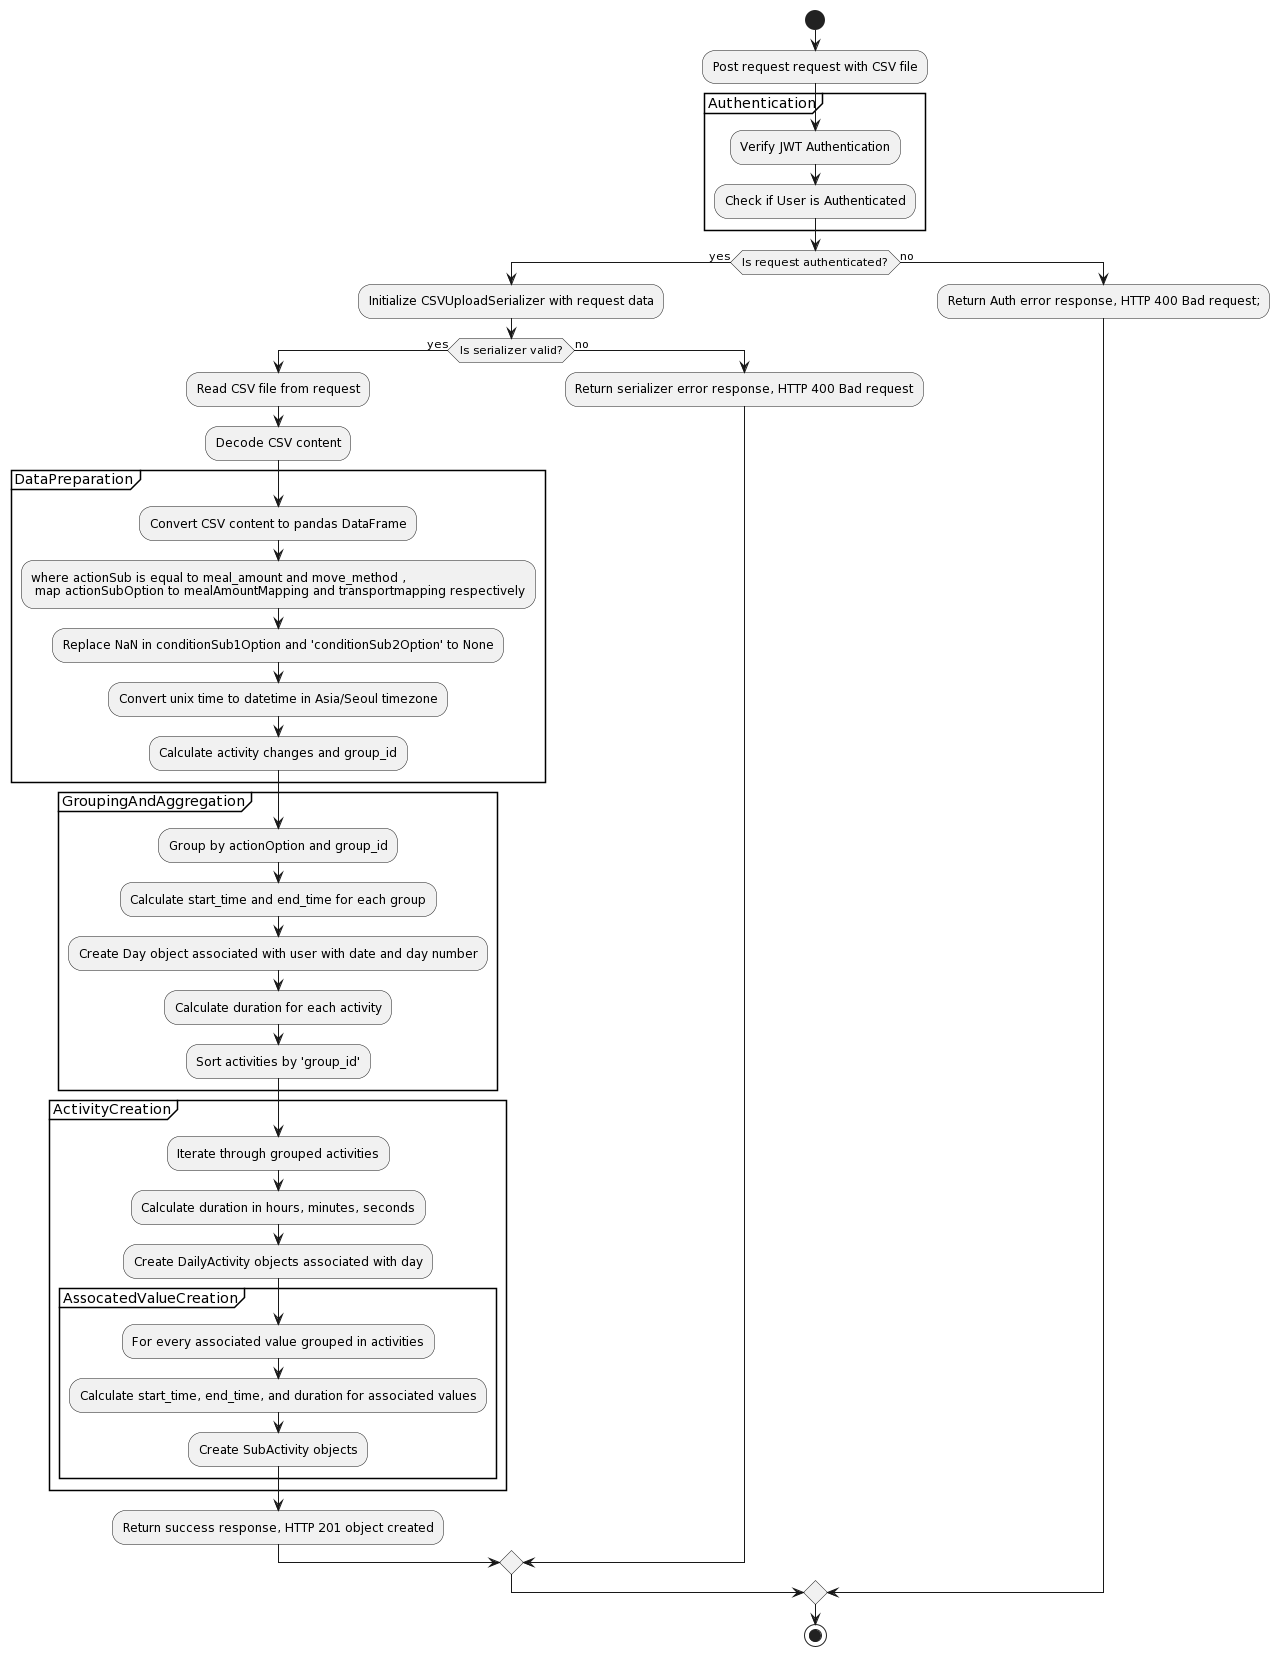 Post request request with CSV file
Authentication
Verify JWT Authentication
Check if User is Authenticated
yes
Is request authenticated?
no
Initialize CSVUploadSerializer with request data
Return Auth error response, HTTP 400 Bad request;
yes
Is serializer valid?
no
Read CSV file from request
Return serializer error response, HTTP 400 Bad request
Decode CSV content
DataPreparation
Convert CSV content to pandas DataFrame
where actionSub is equal to meal_amount and move_method ,
map actionSubOption to mealAmountMapping and transportmapping respectively
Replace NaN in conditionSub1Option and 'conditionSub2Option' to None
Convert unix time to datetime in Asia/Seoul timezone
Calculate activity changes and group_id
GroupingAndAggregation
Group by actionOption and group_id
Calculate start_time and end_time for each group
Create Day object associated with user with date and day number
Calculate duration for each activity
Sort activities by 'group_id'
ActivityCreation
Iterate through grouped activities
Calculate duration in hours, minutes, seconds
Create DailyActivity objects associated with day
AssocatedValueCreation
For every associated value grouped in activities
Calculate start_time, end_time, and duration for associated values
Create SubActivity objects
Return success response, HTTP 201 object created